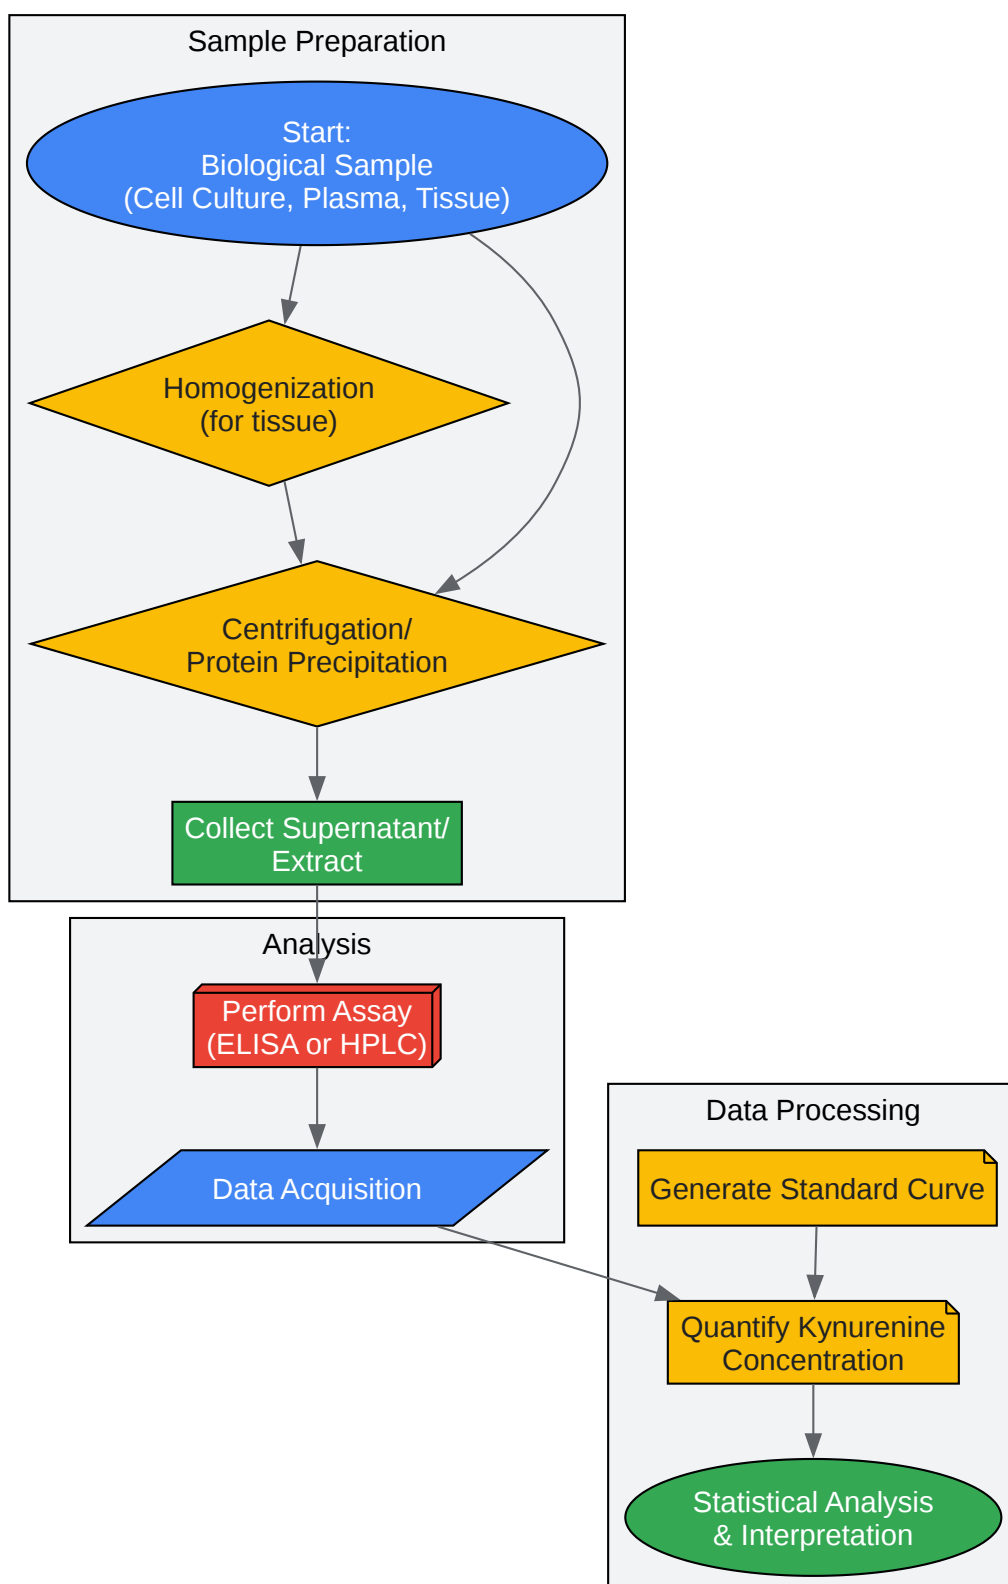 Sample Preparation
Start:
Biological Sample
(Cell Culture, Plasma, Tissue)
Homogenization
(for tissue)
Centrifugation/
Protein Precipitation
Collect Supernatant/
Extract
Analysis
Perform Assay
(ELISA or HPLC)
Data Acquisition
Data Processing
Generate Standard Curve
Quantify Kynurenine
Concentration
Statistical Analysis
& Interpretation